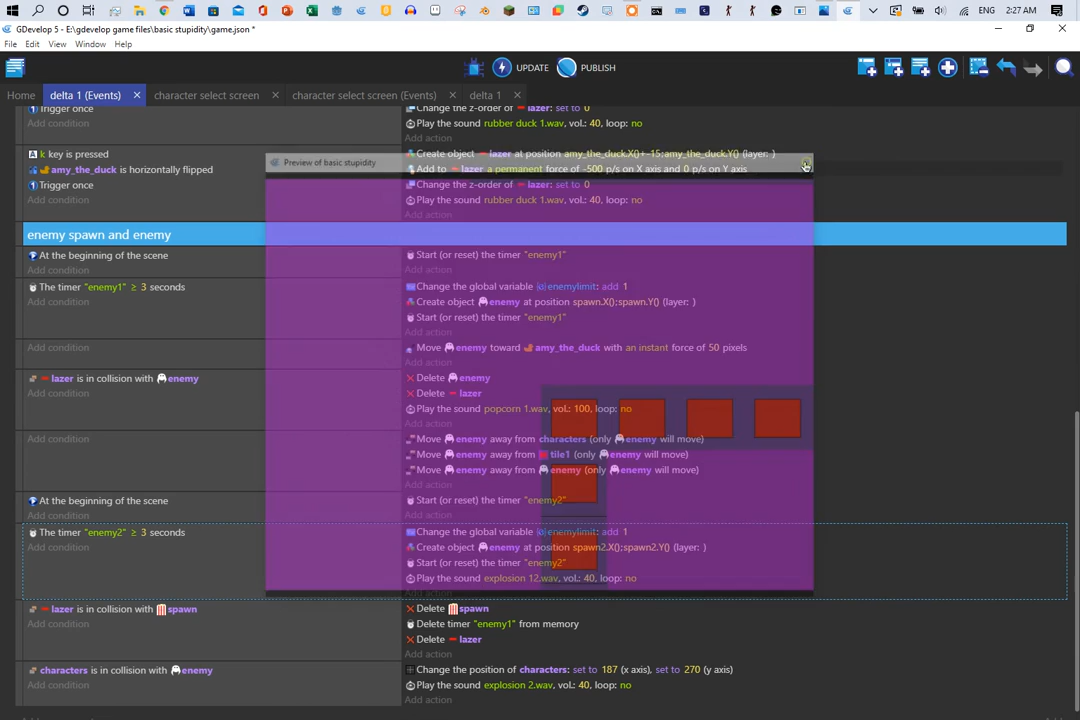 ENG 2:27 AM
GDevelop 5 - E:\gdevelop game files\basic stupidity\game.json *
File Edit View Window Help
UPDATE PUBLISH
Home delta 1 (Events) × character select screen × character select screen (Events) × delta 1 ×
Trigger once
Add condition
Change the z-order of lazer: set to 0
Play the sound rubber duck 1.wav, vol.: 40, loop: no
Add action
k key is pressed
amy_the_duck is horizontally flipped
Trigger once
Add condition
Preview of basic stupidity
Create object lazer at position amy_the_duck.X()+-15;amy_the_duck.Y() (layer: )
Add to lazer a permanent force of -500 p/s on X axis and 0 p/s on Y axis
Change the z-order of lazer: set to 0
Play the sound rubber duck 1.wav, vol.: 40, loop: no
Add action
enemy spawn and enemy
At the beginning of the scene
Add condition
Start (or reset) the timer "enemy1"
Add action
The timer "enemy1" ≥ 3 seconds
Add condition
Change the global variable enemylimit: add 1
Create object enemy at position spawn.X();spawn.Y() (layer: )
Start (or reset) the timer "enemy1"
Add action
Add condition
Move enemy toward amy_the_duck with an instant force of 50 pixels
Add action
lazer is in collision with enemy
Add condition
Delete enemy
Delete lazer
Play the sound popcorn 1.wav, vol.: 100, loop: no
Add action
Add condition
Move enemy away from characters (only enemy will move)
Move enemy away from tile1 (only enemy will move)
Move enemy away from enemy (only enemy will move)
Add action
At the beginning of the scene
Add condition
Start (or reset) the timer "enemy2"
Add action
The timer "enemy2" ≥ 3 seconds
Add condition
Change the global variable enemylimit: add 1
Create object enemy at position spawn2.X();spawn2.Y() (layer: )
Start (or reset) the timer "enemy2"
Play the sound explosion 12.wav, vol.: 40, loop: no
lazer is in collision with spawn
Add condition
Delete spawn
Delete timer "enemy1" from memory
Delete lazer
Add action
characters is in collision with enemy
Add condition
Change the position of characters: set to 187 (x axis), set to 270 (y axis)
Play the sound explosion 2.wav, vol.: 40, loop: no
Add action